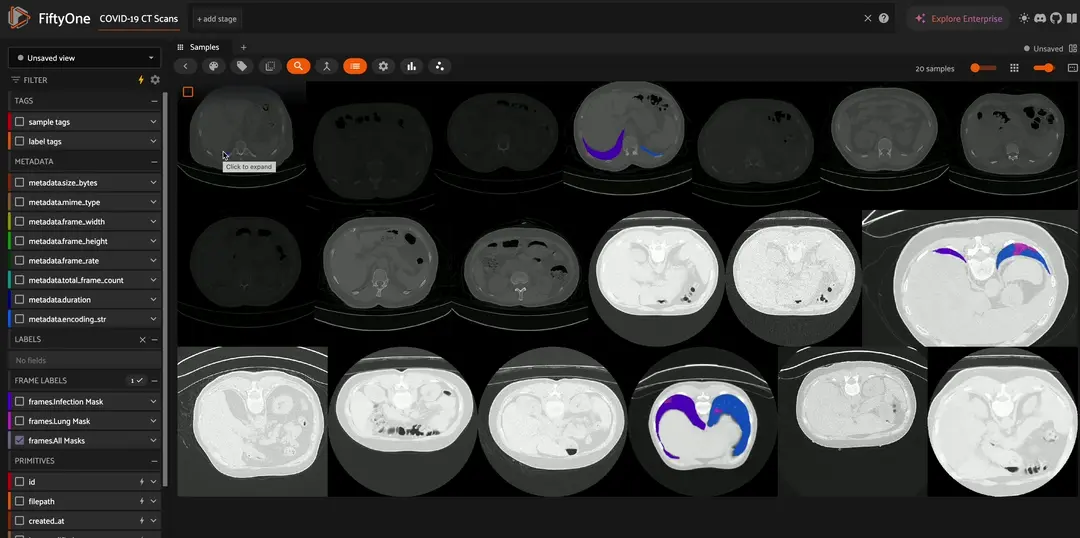 FiftyOne
COVID-19 CT Scans
+ add stage
Explore Enterprise
Unsaved view
Samples
+
Unsaved
FILTER
20 samples
TAGS
sample tags
label tags
Click to expand
METADATA
metadata.size_bytes
metadata.mime_type
metadata.frame_width
metadata.frame_height
metadata.frame_rate
metadata.total_frame_count
metadata.duration
metadata.encoding_str
LABELS
No fields
FRAME LABELS
1
frames.Infection Mask
frames.Lung Mask
frames.All Masks
PRIMITIVES
id
filepath
created_at